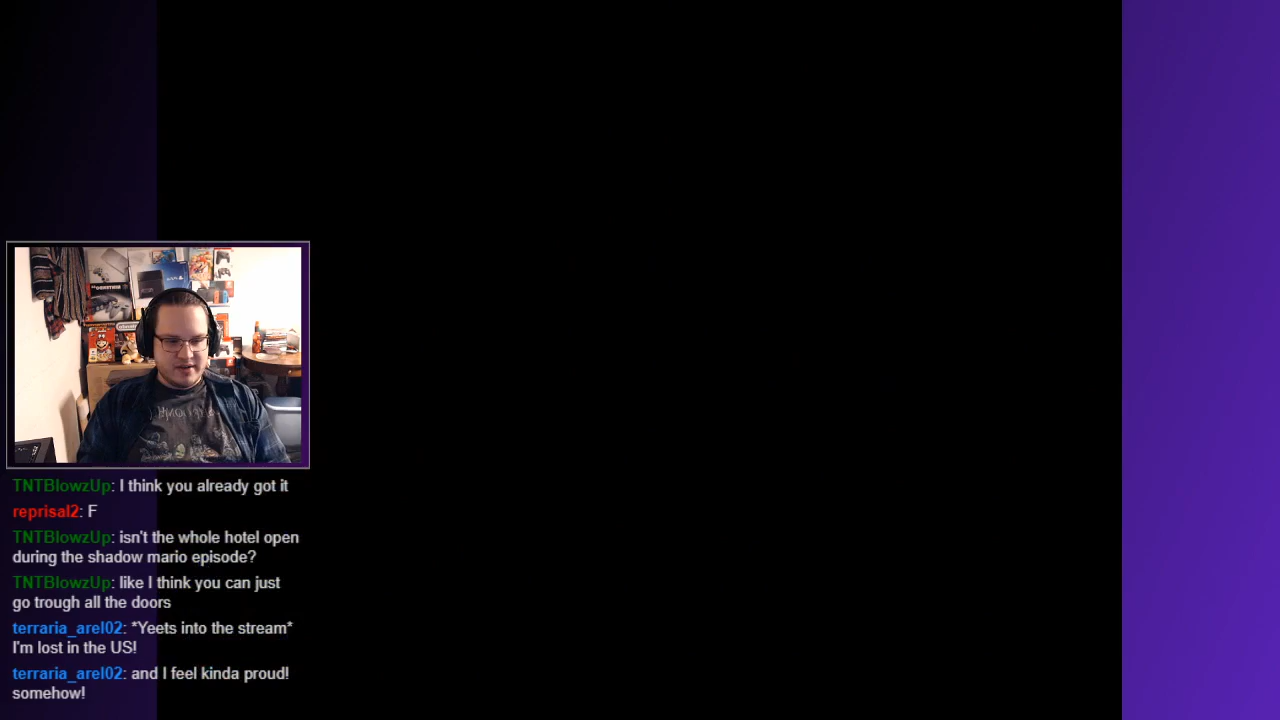 TNTBlowzUp: I think you already got it
reprisal2: F
TNTBlowzUp: isn't the whole hotel open
during the shadow mario episode?
TNTBlowzUp: like I think you can just
go trough all the doors
terraria_arel02: *Yeets into the stream*
I'm lost in the US!
terraria_arel02: and I feel kinda proud!
somehow!